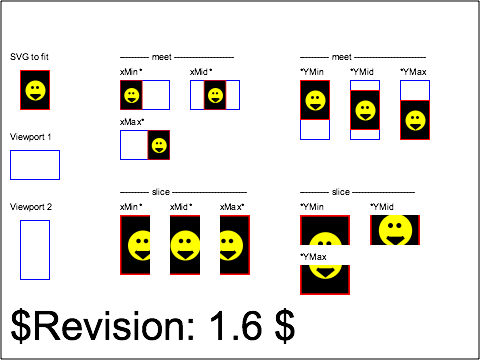 SVG to fit
Viewport 1
Viewport 2
---------- meet --------------------
xMin*
xMid*
xMax*
---------- meet ------------------------
*YMin
*YMid
*YMax
---------- slice ------------------------
xMin*
xMid*
xMax*
---------- slice ---------------------
*YMin
*YMid
*YMax
$Revision: 1.6 $